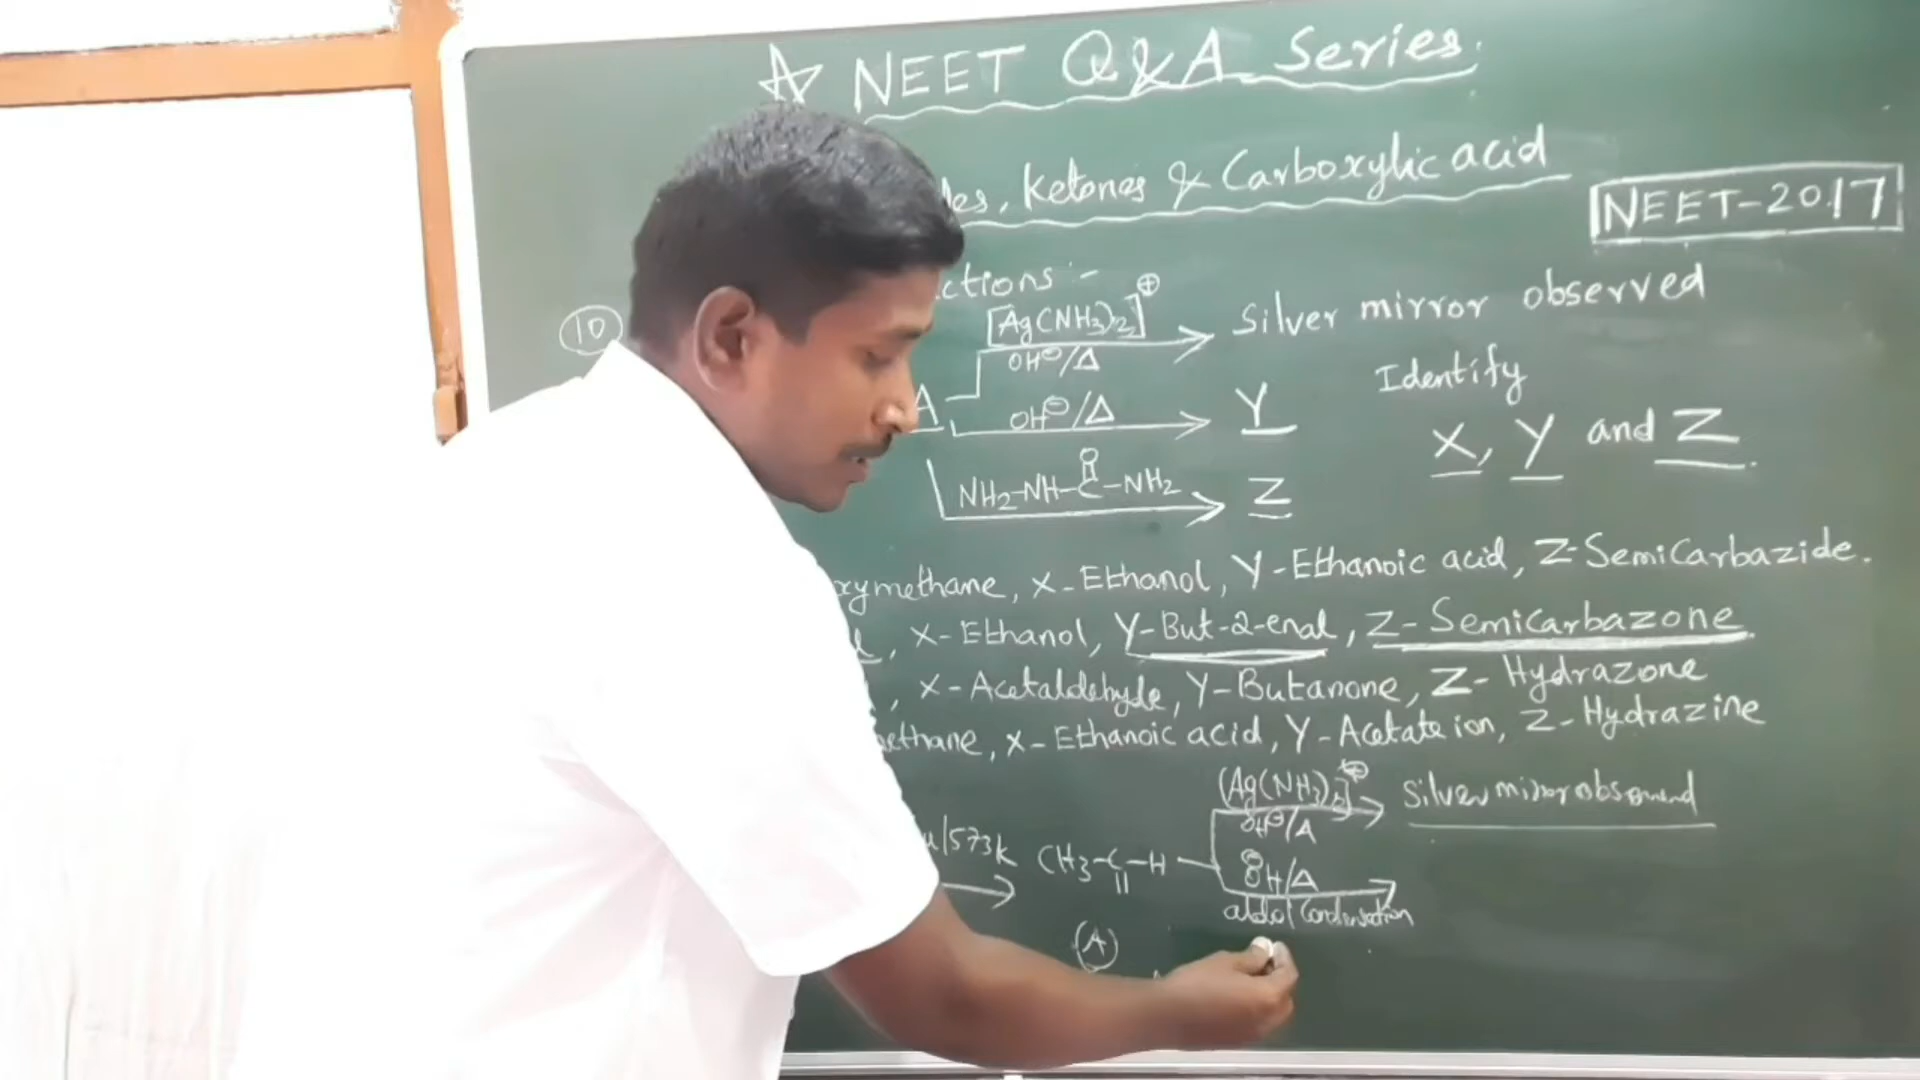 ☆ NEET Q&A Series.
des, Ketones & Carboxylic acid
NEET-2017
ctions :-
10
[Ag(NH3)2]⊕ Silver mirror observed
OH⊖/Δ
Identify
A OH⊖/Δ Y
X, Y and Z
O
NH2-NH-C-NH2 Z
xymethane, X-Ethanol, Y-Ethanoic acid, Z-Semicarbazide.
l, X-Ethanol, Y-But-2-enal, Z-Semicarbazone
, X-Acetaldehyde, Y-Butanone, Z-Hydrazone
ethane, X-Ethanoic acid, Y-Acetate ion, Z-Hydrazine
(Ag(NH3)2]⊕ Silver mirror observed
OH⊖/Δ
u/573K CH3-C-H
H/Δ
aldol Condensation
(A)